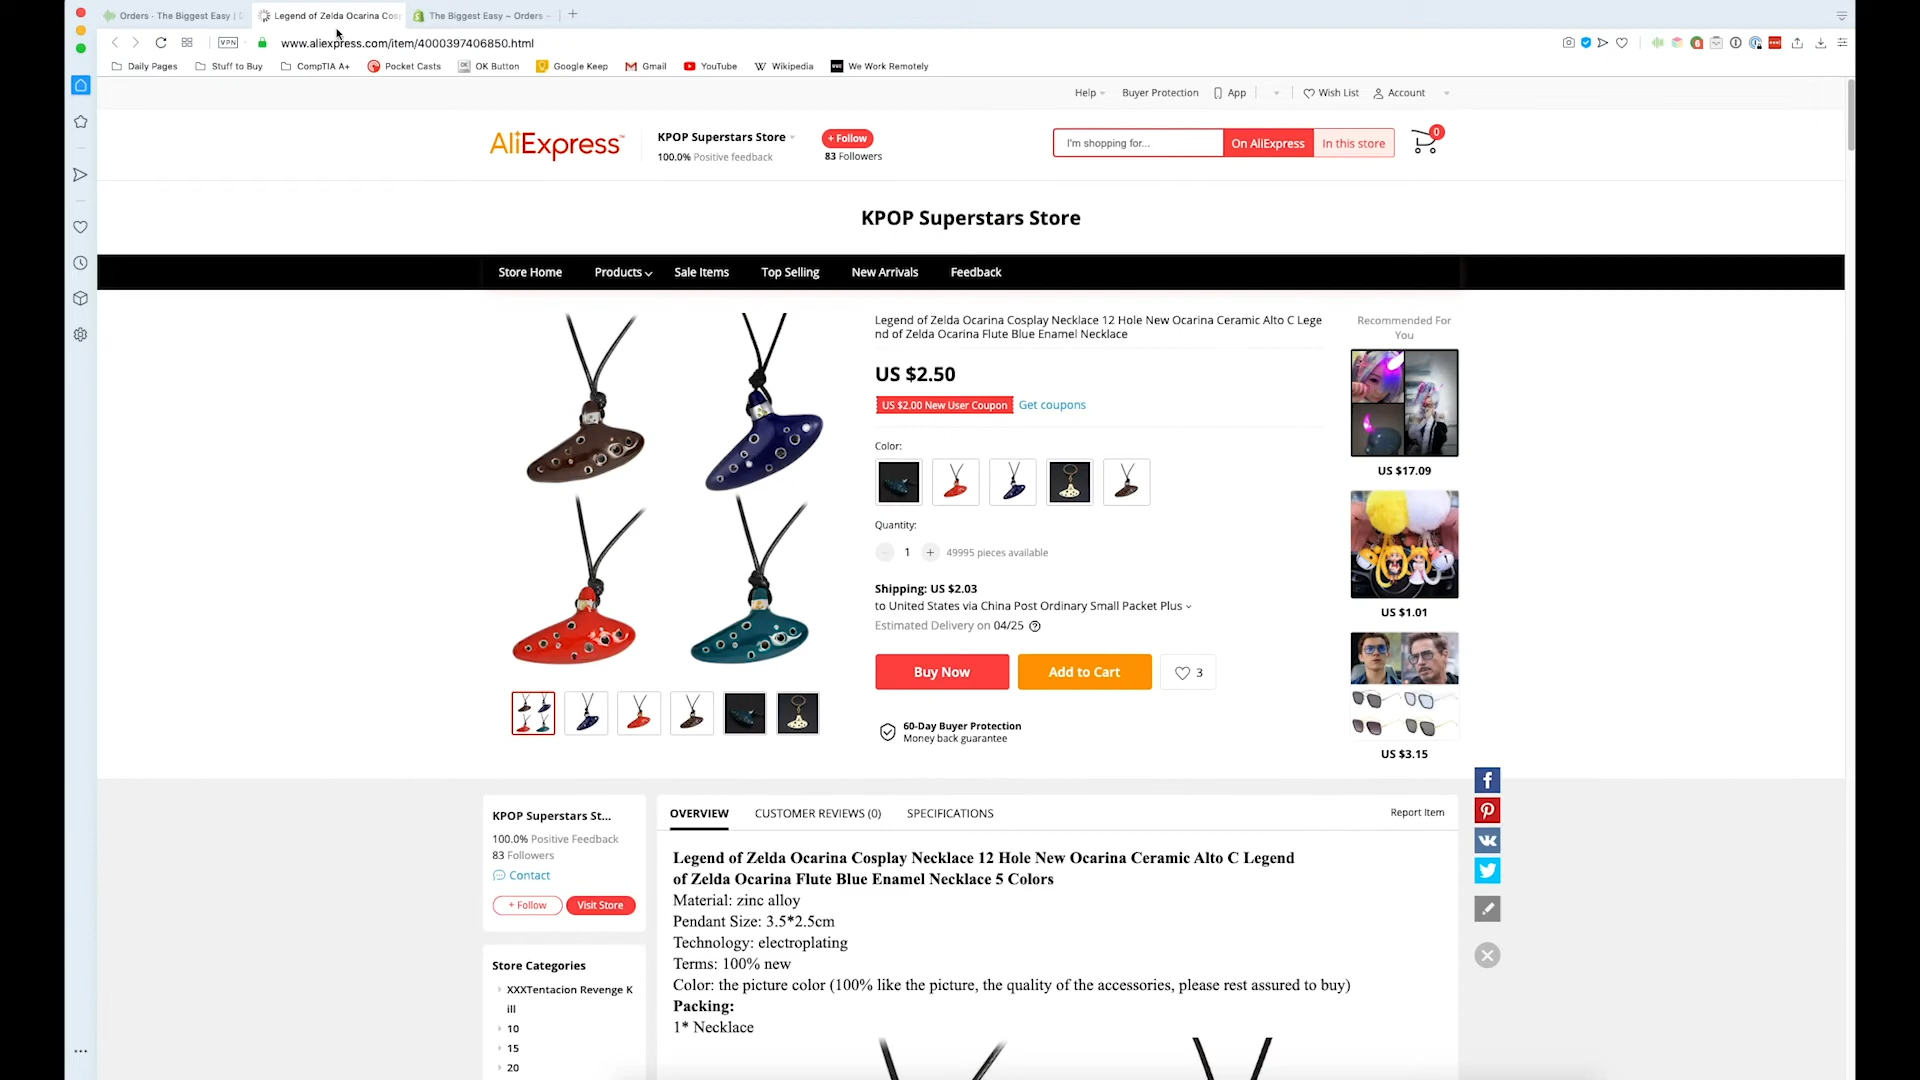 Orders - The Biggest Easy |
Legend of Zelda Ocarina Cos
The Biggest Easy ~ Orders ~
VPN
www.aliexpress.com/item/4000397406850.html
Daily Pages
Stuff to Buy
CompTIA A+
Pocket Casts
OK Button
Google Keep
Gmail
YouTube
Wikipedia
We Work Remotely
Help
Buyer Protection
App
Wish List
Account
AliExpress
KPOP Superstars Store
100.0% Positive feedback
+ Follow
83 Followers
I'm shopping for...
On AliExpress
In this store
0
KPOP Superstars Store
Store Home
Products
Sale Items
Top Selling
New Arrivals
Feedback
Legend of Zelda Ocarina Cosplay Necklace 12 Hole New Ocarina Ceramic Alto C Lege
nd of Zelda Ocarina Flute Blue Enamel Necklace
US $2.50
US $2.00 New User Coupon
Get coupons
Color:
Quantity:
1
49995 pieces available
Shipping: US $2.03
to United States via China Post Ordinary Small Packet Plus
Estimated Delivery on 04/25
Buy Now
Add to Cart
3
60-Day Buyer Protection
Money back guarantee
Recommended For
You
US $17.09
US $1.01
US $3.15
KPOP Superstars St...
100.0% Positive Feedback
83 Followers
Contact
+ Follow
Visit Store
Store Categories
XXXTentacion Revenge K
ill
10
15
20
OVERVIEW
CUSTOMER REVIEWS (0)
SPECIFICATIONS
Report Item
Legend of Zelda Ocarina Cosplay Necklace 12 Hole New Ocarina Ceramic Alto C Legend
of Zelda Ocarina Flute Blue Enamel Necklace 5 Colors
Material: zinc alloy
Pendant Size: 3.5*2.5cm
Technology: electroplating
Terms: 100% new
Color: the picture color (100% like the picture, the quality of the accessories, please rest assured to buy)
Packing:
1* Necklace